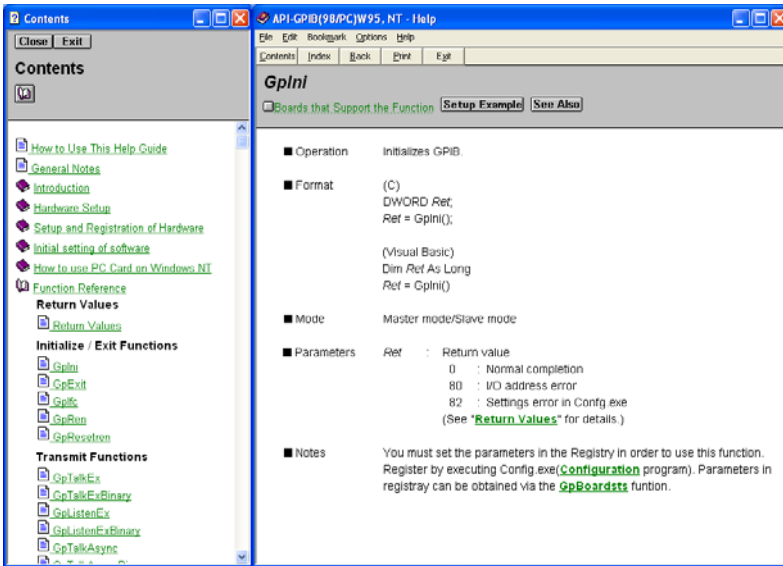 Contents
Close Exit
Contents
How to Use This Help Guide
General Notes
Introduction
Hardware Setup
Setup and Registration of Hardware
Initial setting of software
How to use PC Card on Windows NT
Function Reference
Return Values
Return Values
Initialize / Exit Functions
GpIni
GpExit
GpIfc
GpRen
GpResetren
Transmit Functions
GpTalkEx
GpTalkExBinary
GpListenEx
GpListenExBinary
GpTalkAsync
API-GPIB(98/PC)W95, NT - Help
File Edit Bookmark Options Help
Contents Index Back Print Exit
GpIni
Boards that Support the Function Setup Example See Also
■ Operation Initializes GPIB.
■ Format (C)
DWORD Ret;
Ret = GpIni();
(Visual Basic)
Dim Ret As Long
Ret = GpIni()
■ Mode Master mode/Slave mode
■ Parameters Ret : Return value
0 : Normal completion
80 : I/O address error
82 : Settings error in Confg.exe
(See "Return Values" for details.)
■ Notes You must set the parameters in the Registry in order to use this function.
Register by executing Config.exe(Configuration program). Parameters in
registray can be obtained via the GpBoardsts funtion.